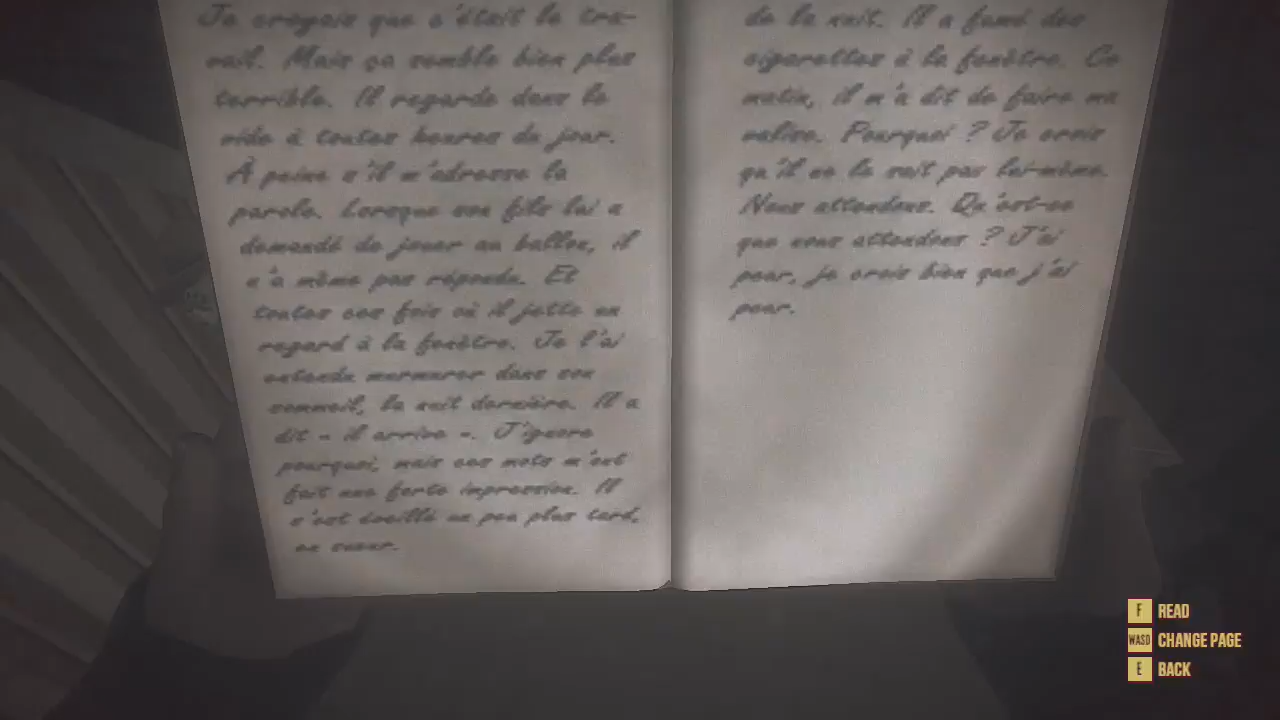 Je croyais que c'était le tra-
vail. Mais ça semble bien plus
terrible. Il regarde dans le
vide à toutes heures du jour.
À peine s'il m'adresse la
parole. Lorsque son fils lui a
demandé de jouer au ballon, il
n'a même pas répondu. Et
toutes ces fois où il jette un
regard à la fenêtre. Je l'ai
entendu murmurer dans son
sommeil, la nuit dernière. Il a
dit « il arrive ». J'ignore
pourquoi, mais ces mots m'ont
fait une forte impression. Il
s'est éveillé un peu plus tard,
en sueur.
de la nuit. Il a fumé des
cigarettes à la fenêtre. Ce
matin, il m'a dit de faire ma
valise. Pourquoi ? Je crois
qu'il ne le sait pas lui-même.
Nous attendons. Qu'est-ce
que nous attendons ? J'ai
peur, je crois bien que j'ai
peur.
F READ
WASD CHANGE PAGE
E BACK